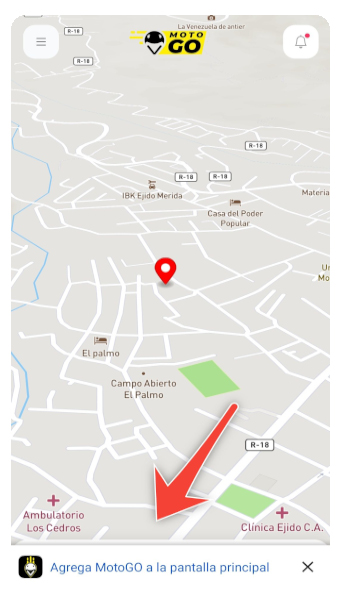 La Venezuela de antier
R-18
MOTO
GO
R-18
R-18
IBK Ejido Merida
R-18
R-18
Materia
Casa del Poder
Popular
Mo
El palmo
Campo Abierto
El Palmo
R-18
Ambulatorio
Los Cedros
Clínica Ejido C.A.
Agrega MotoGO a la pantalla principal